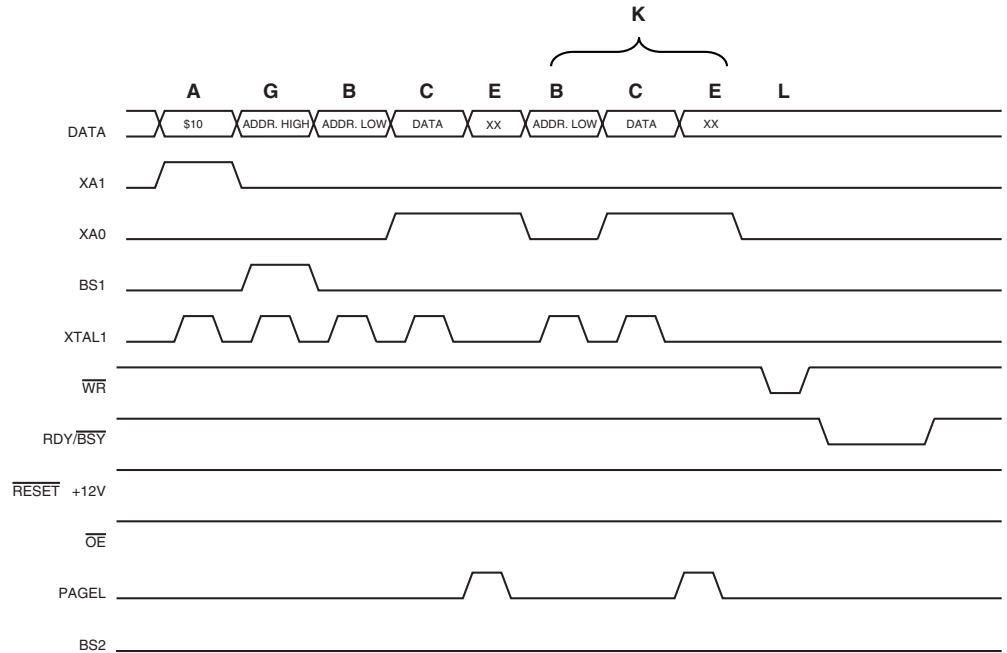 K
A G B C E B C E L
DATA $10 ADDR. HIGH ADDR. LOW DATA XX ADDR. LOW DATA XX
XA1
XA0
BS1
XTAL1
WR
RDY/BSY
RESET +12V
OE
PAGEL
BS2